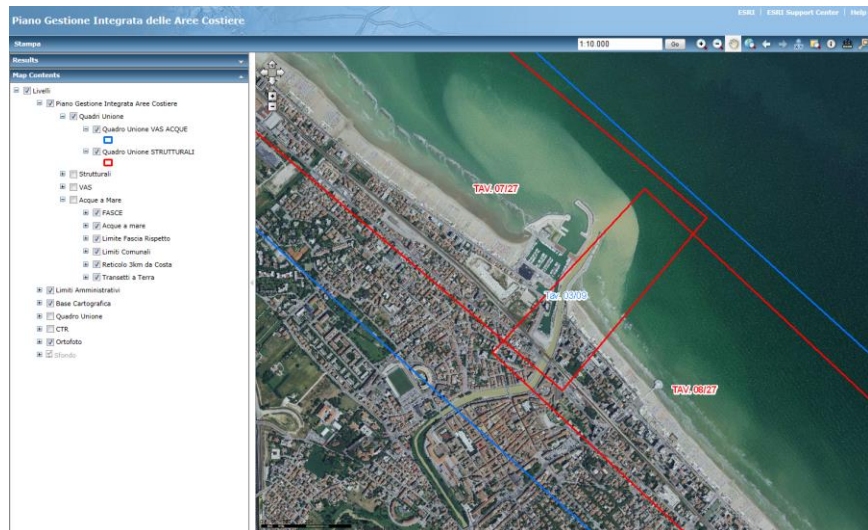 Piano Gestione Integrata delle Aree Costiere
ESRI | ESRI Support Center | Help
Stampa
1:10.000
Go
Results
Map Contents
Livelli
Piano Gestione Integrata Aree Costiere
Quadri Unione
Quadro Unione VAS ACQUE
Quadro Unione STRUTTURALI
Strutturali
VAS
Acque a Mare
FASCE
Acque a mare
Limite Fascia Rispetto
Limiti Comunali
Reticolo 3km da Costa
Transetti a Terra
Limiti Amministrativi
Base Cartografica
Quadro Unione
CTR
Ortofoto
Sfondo
TAV. 07/27
Tav. 03/09
TAV. 08/27